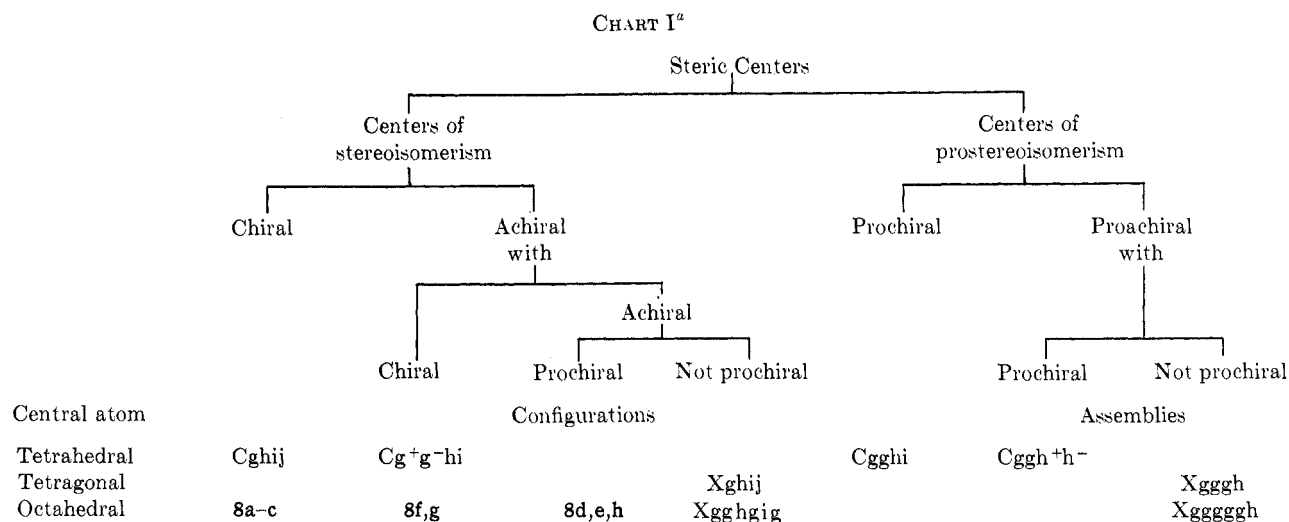 CHART Iᵃ
Steric Centers
Centers of stereoisomerism
Centers of prostereoisomerism
Chiral
Achiral with
Prochiral
Proachiral with
Achiral
Chiral
Prochiral
Not prochiral
Prochiral
Not prochiral
Central atom Configurations Assemblies
Tetrahedral Cghij Cg⁺g⁻hi Cgghi Cggh⁺h⁻
Tetragonal Xghij Xgggh
Octahedral 8a-c 8f,g 8d,e,h Xgghgig Xgggggh